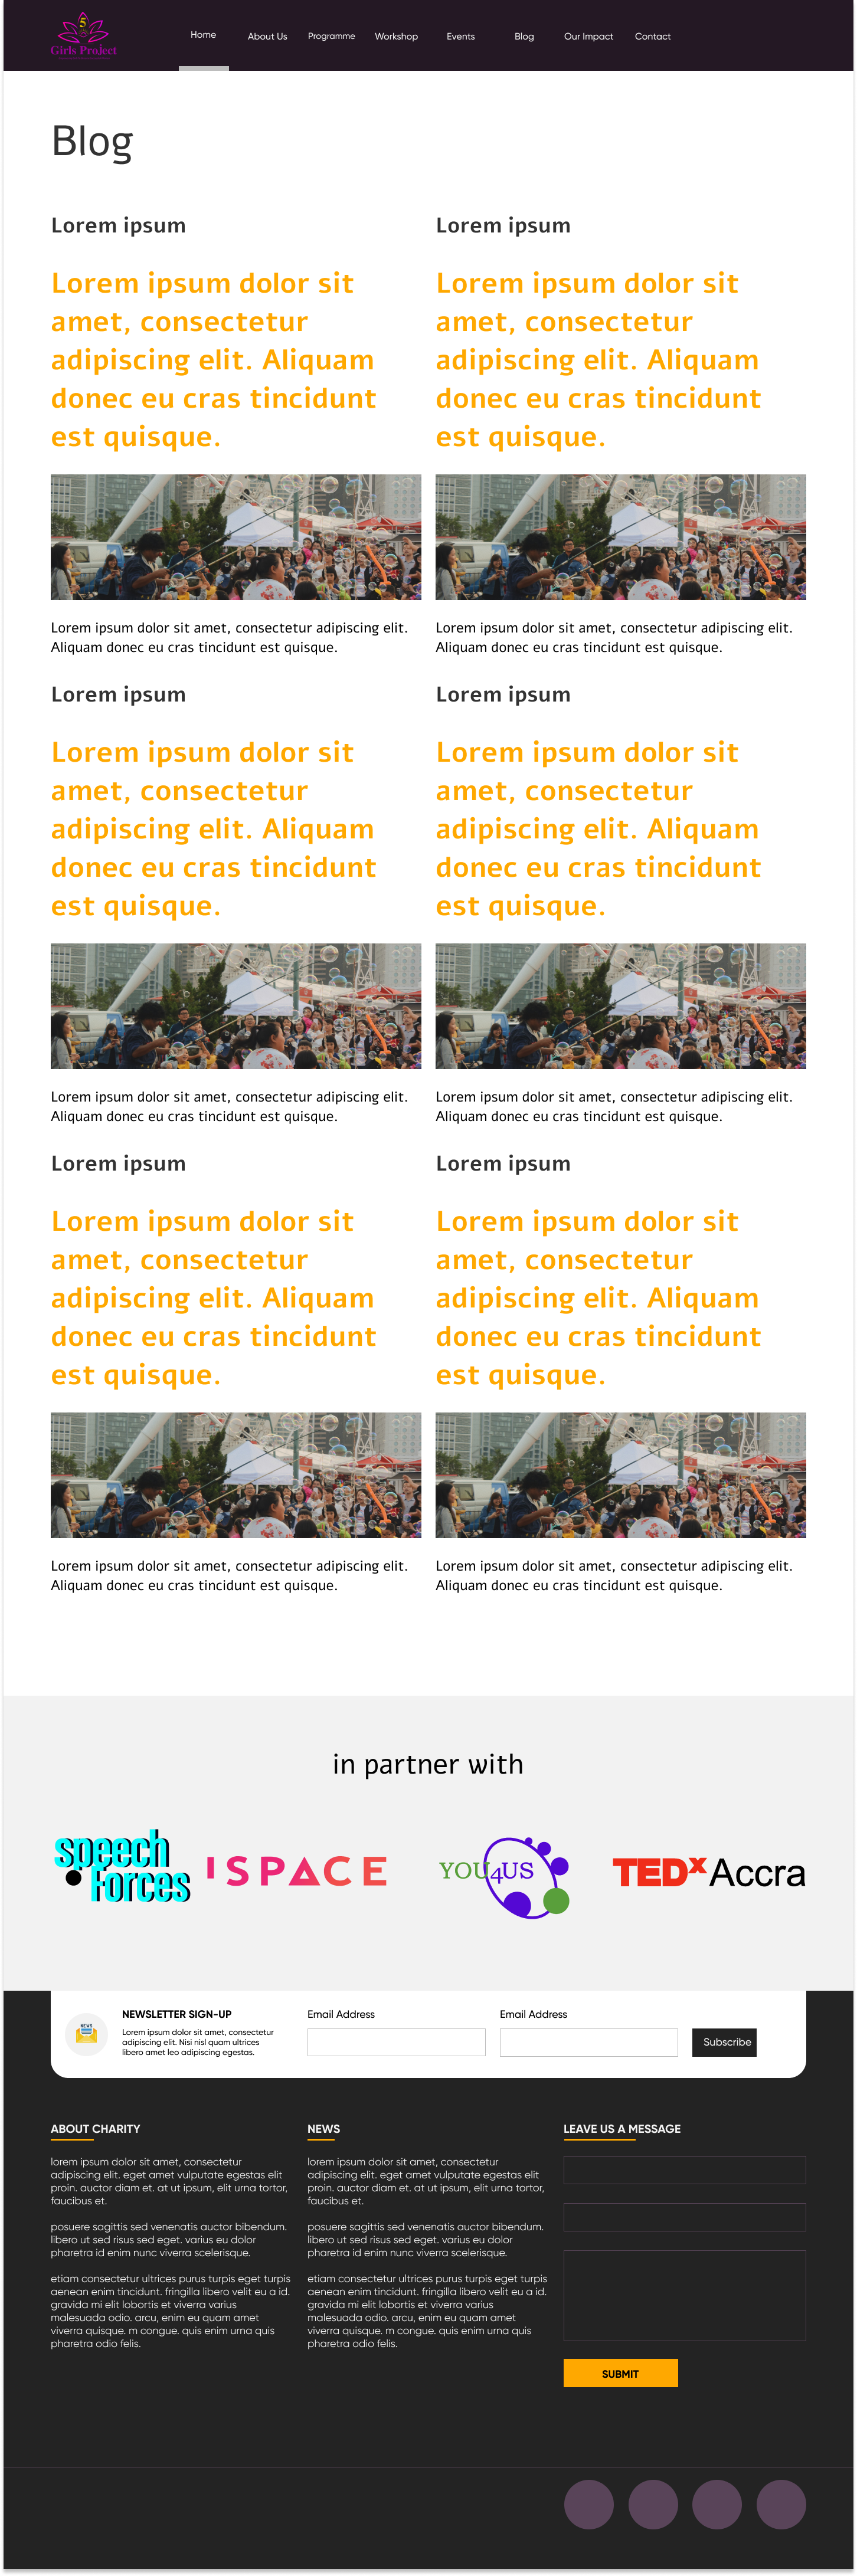 5
Girls Project
Home
About Us
Programme
Workshop
Events
Blog
Our Impact
Contact
Blog
Lorem ipsum
Lorem ipsum dolor sit
amet, consectetur
adipiscing elit. Aliquam
donec eu cras tincidunt
est quisque.
Lorem ipsum dolor sit amet, consectetur adipiscing elit.
Aliquam donec eu cras tincidunt est quisque.
Lorem ipsum
Lorem ipsum dolor sit
amet, consectetur
adipiscing elit. Aliquam
donec eu cras tincidunt
est quisque.
Lorem ipsum dolor sit amet, consectetur adipiscing elit.
Aliquam donec eu cras tincidunt est quisque.
Lorem ipsum
Lorem ipsum dolor sit
amet, consectetur
adipiscing elit. Aliquam
donec eu cras tincidunt
est quisque.
Lorem ipsum dolor sit amet, consectetur adipiscing elit.
Aliquam donec eu cras tincidunt est quisque.
Lorem ipsum
Lorem ipsum dolor sit
amet, consectetur
adipiscing elit. Aliquam
donec eu cras tincidunt
est quisque.
Lorem ipsum dolor sit amet, consectetur adipiscing elit.
Aliquam donec eu cras tincidunt est quisque.
Lorem ipsum
Lorem ipsum dolor sit
amet, consectetur
adipiscing elit. Aliquam
donec eu cras tincidunt
est quisque.
Lorem ipsum dolor sit amet, consectetur adipiscing elit.
Aliquam donec eu cras tincidunt est quisque.
Lorem ipsum
Lorem ipsum dolor sit
amet, consectetur
adipiscing elit. Aliquam
donec eu cras tincidunt
est quisque.
Lorem ipsum dolor sit amet, consectetur adipiscing elit.
Aliquam donec eu cras tincidunt est quisque.
in partner with
speech
forces
ISPACE
YOU4US
TEDx Accra
NEWS
NEWSLETTER SIGN-UP
Lorem ipsum dolor sit amet, consectetur
adipiscing elit. Nisi nisl quam ultrices
libero amet leo adipiscing egestas.
Email Address
Email Address
Subscribe
ABOUT CHARITY
lorem ipsum dolor sit amet, consectetur
adipiscing elit. eget amet vulputate egestas elit
proin. auctor diam et. at ut ipsum, elit urna tortor,
faucibus et.
posuere sagittis sed venenatis auctor bibendum.
libero ut sed risus sed eget. varius eu dolor
pharetra id enim nunc viverra scelerisque.
etiam consectetur ultrices purus turpis eget turpis
aenean enim tincidunt. fringilla libero velit eu a id.
gravida mi elit lobortis et viverra varius
malesuada odio. arcu, enim eu quam amet
viverra quisque. m congue. quis enim urna quis
pharetra odio felis.
NEWS
lorem ipsum dolor sit amet, consectetur
adipiscing elit. eget amet vulputate egestas elit
proin. auctor diam et. at ut ipsum, elit urna tortor,
faucibus et.
posuere sagittis sed venenatis auctor bibendum.
libero ut sed risus sed eget. varius eu dolor
pharetra id enim nunc viverra scelerisque.
etiam consectetur ultrices purus turpis eget turpis
aenean enim tincidunt. fringilla libero velit eu a id.
gravida mi elit lobortis et viverra varius
malesuada odio. arcu, enim eu quam amet
viverra quisque. m congue. quis enim urna quis
pharetra odio felis.
LEAVE US A MESSAGE
SUBMIT